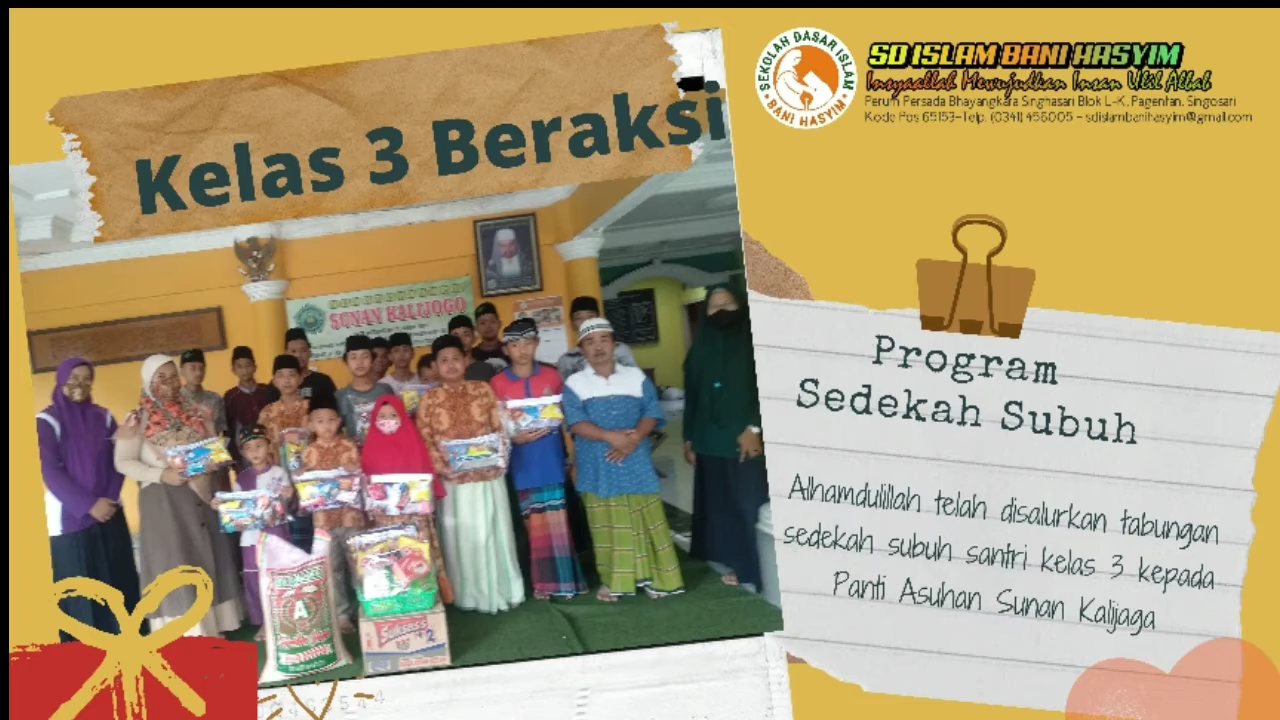 Kelas 3 Beraksi
SEKOLAH DASAR ISLAM
BANI HASYIM
SD ISLAM BANI HASYIM
Insyaallah Mewujudkan Insan Ulil Albab
Perum Persada Bhayangkara Singhasari Blok L-K. Pagentan. Singosari
Kode Pos 65153-Telp. (0341) 456005 - sdislambanihasyim@gmail.com
SUNAN KALIJOGO
A
Program
Sedekah Subuh
Alhamdulillah telah disalurkan tabungan
sedekah subuh santri kelas 3 kepada
Panti Asuhan Sunan Kalijaga